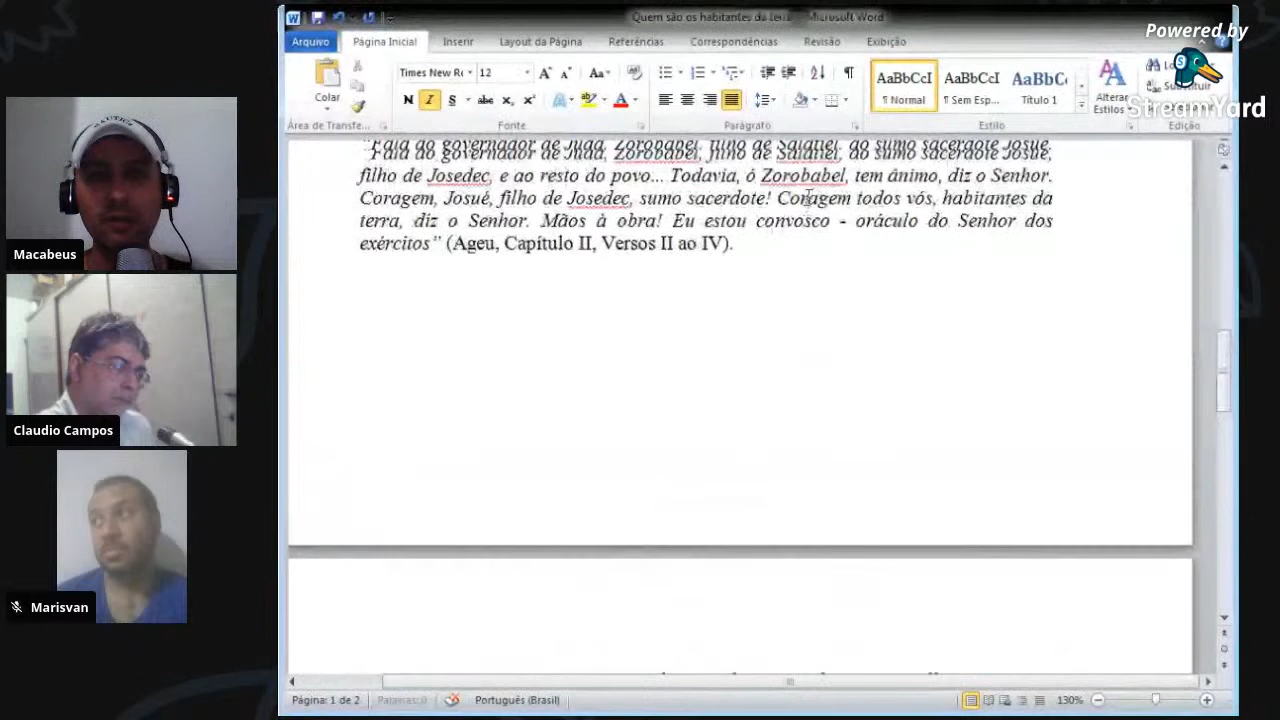 Quem são os habitantes da terra - Microsoft Word
Powered by
StreamYard
Arquivo Página Inicial Inserir Layout da Página Referências Correspondências Revisão Exibição
Times New Ro 12
Colar
AaBbCcI AaBbCcI AaBbC
¶ Normal ¶ Sem Esp... Título 1
Alterar Estilos
Substituir
Área de Transfe... Fonte Parágrafo Estilo Edição
"Fala ao governador de Judá, Zorobabel, filho de Salatiel, ao sumo sacerdote Josué,
filho de Josedec, e ao resto do povo... Todavia, ó Zorobabel, tem ânimo, diz o Senhor.
Coragem, Josué, filho de Josedec, sumo sacerdote! Coragem todos vós, habitantes da
terra, diz o Senhor. Mãos à obra! Eu estou convosco - oráculo do Senhor dos
exércitos" (Ageu, Capítulo II, Versos II ao IV).
NAUTICA
Macabeus
Claudio Campos
Marisvan
Página: 1 de 2 Palavras: 0 Português (Brasil) 130%